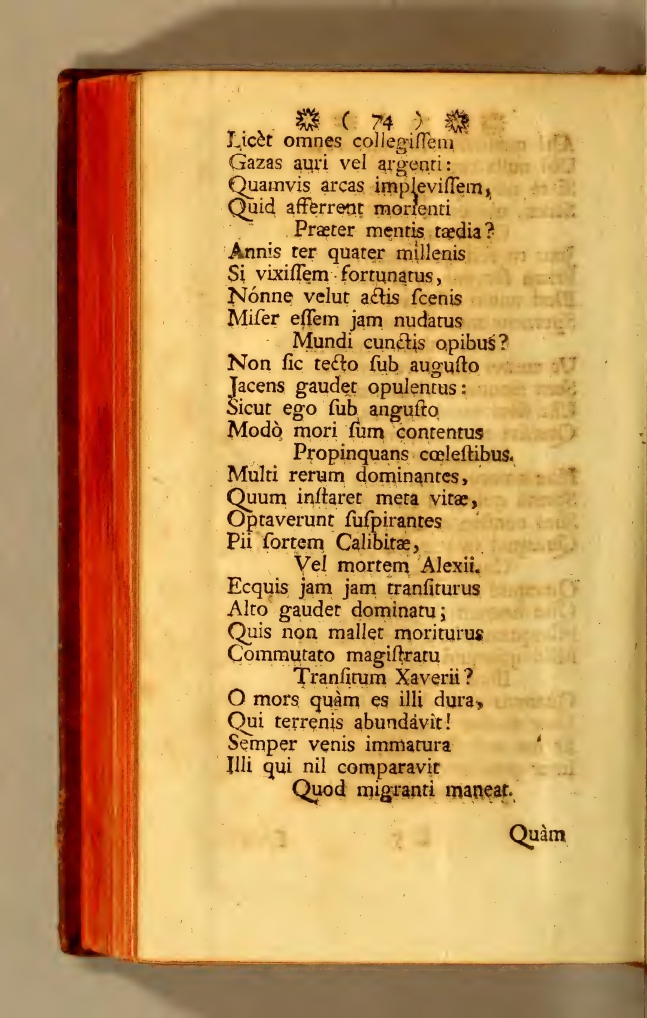 ( 74 )
Licèt omnes collegiſſem
Gazas auri vel argenti:
Quamvis arcas impleviſſem,
Quid afferrent morienti
Præter mentis tædia?
Annis ter quater millenis
Si vixiſſem fortunatus,
Nónne velut actis ſcenis
Miſer eſſem jam nudatus
Mundi cunctis opibus?
Non ſic tecto ſub auguſto
Jacens gaudet opulentus:
Sicut ego ſub anguſto
Modò mori ſum contentus
Propinquans cœleſtibus.
Multi rerum dominantes,
Quum inſtaret meta vitæ,
Optaverunt ſuſpirantes
Pii ſortem Calibitæ,
Vel mortem Alexii.
Ecquis jam jam tranſiturus
Alto gaudet dominatu;
Quis non mallet moriturus
Commutato magiſtratu
Tranſitum Xaverii?
O mors quàm es illi dura,
Qui terrenis abundávit!
Semper venis immatura
Illi qui nil comparavit
Quod migranti maneat.
Quàm